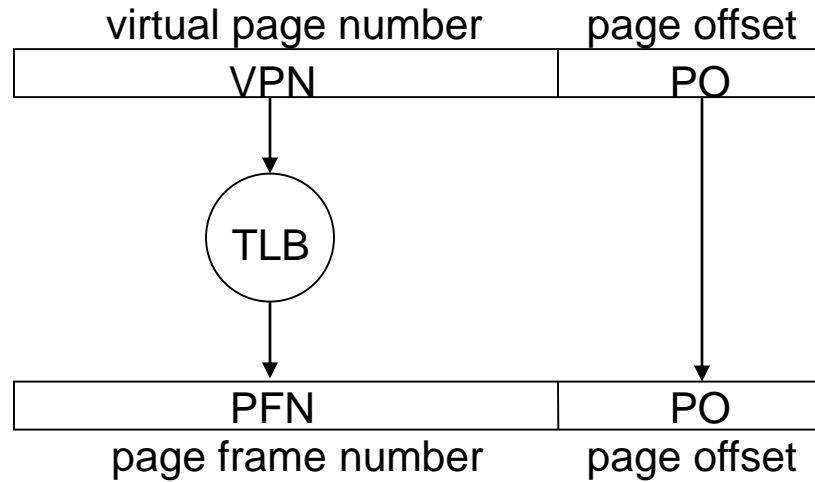 virtual page number page offset
VPN PO
TLB
PFN PO
page frame number page offset